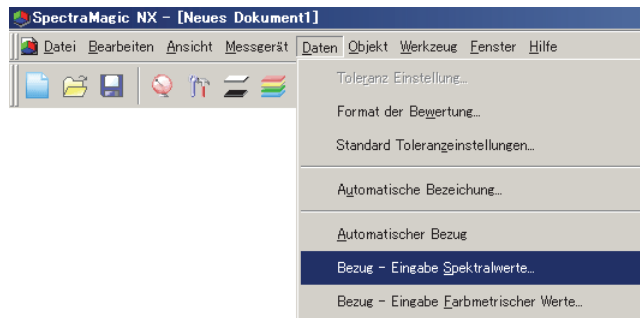 SpectraMagic NX - [Neues Dokument1]
Datei Bearbeiten Ansicht Messgerät Daten Objekt Werkzeug Fenster Hilfe
Toleranz Einstellung...
Format der Bewertung...
Standard Toleranzeinstellungen...
Automatische Bezeichung...
Automatischer Bezug
Bezug - Eingabe Spektralwerte...
Bezug - Eingabe Farbmetrischer Werte...